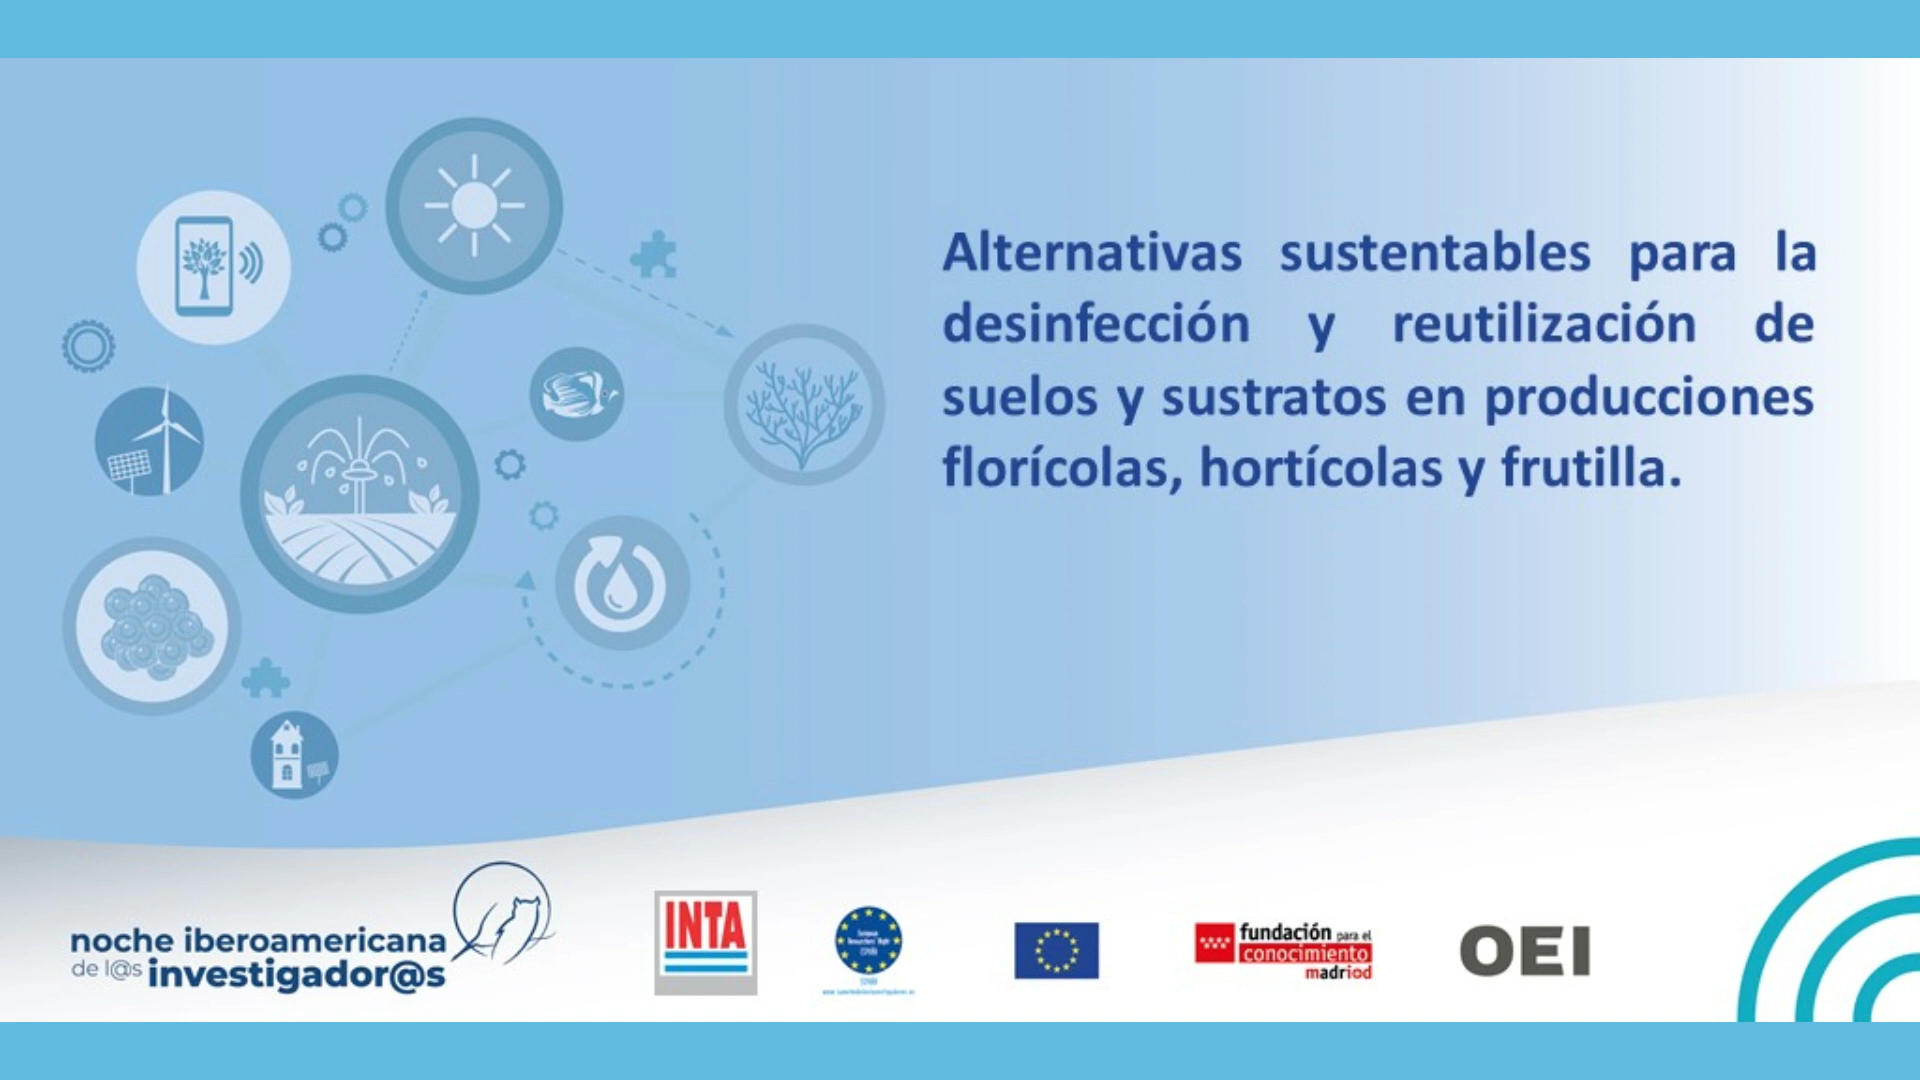 Alternativas sustentables para la
desinfección y reutilización de
suelos y sustratos en producciones
florícolas, hortícolas y frutilla.
noche iberoamericana
de l@s investigador@s
INTA
fundación para el
conocimiento
madriod
OEI